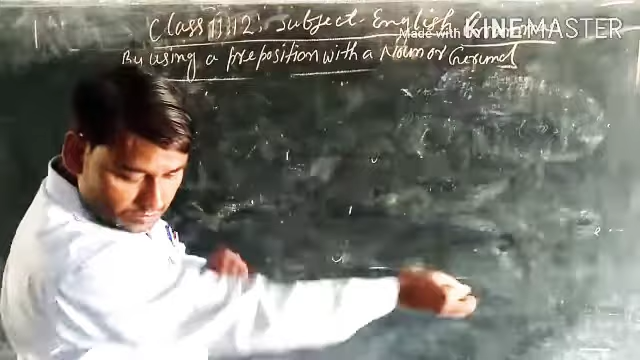 Class 11, 12; Subject-English
Made with KINEMASTER
By using a preposition with a Noun or Gerund